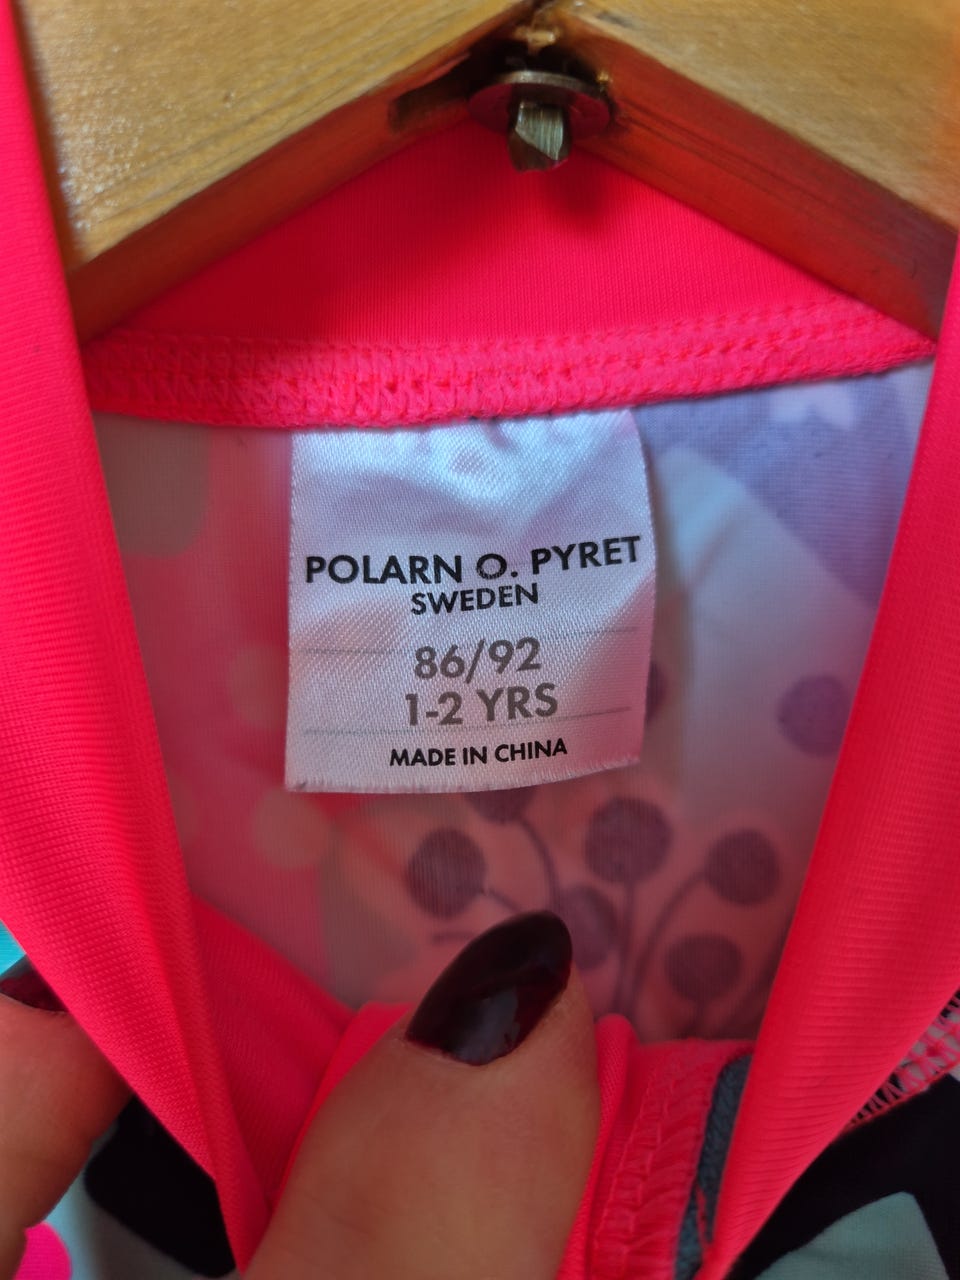 POLARN O. PYRET
SWEDEN
86/92
1-2 YRS
MADE IN CHINA